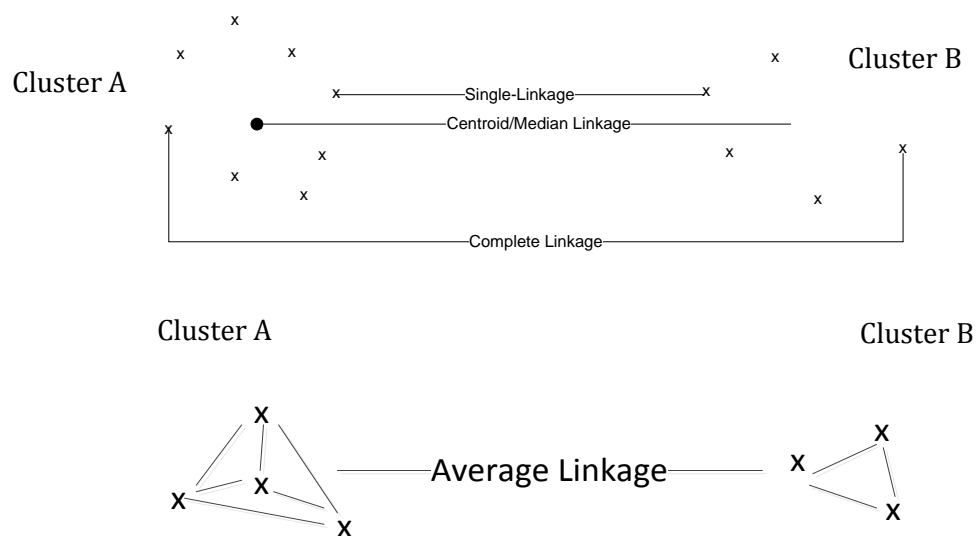 Cluster A
Cluster B
Single-Linkage
Centroid/Median Linkage
Complete Linkage
Cluster A
Cluster B
Average Linkage